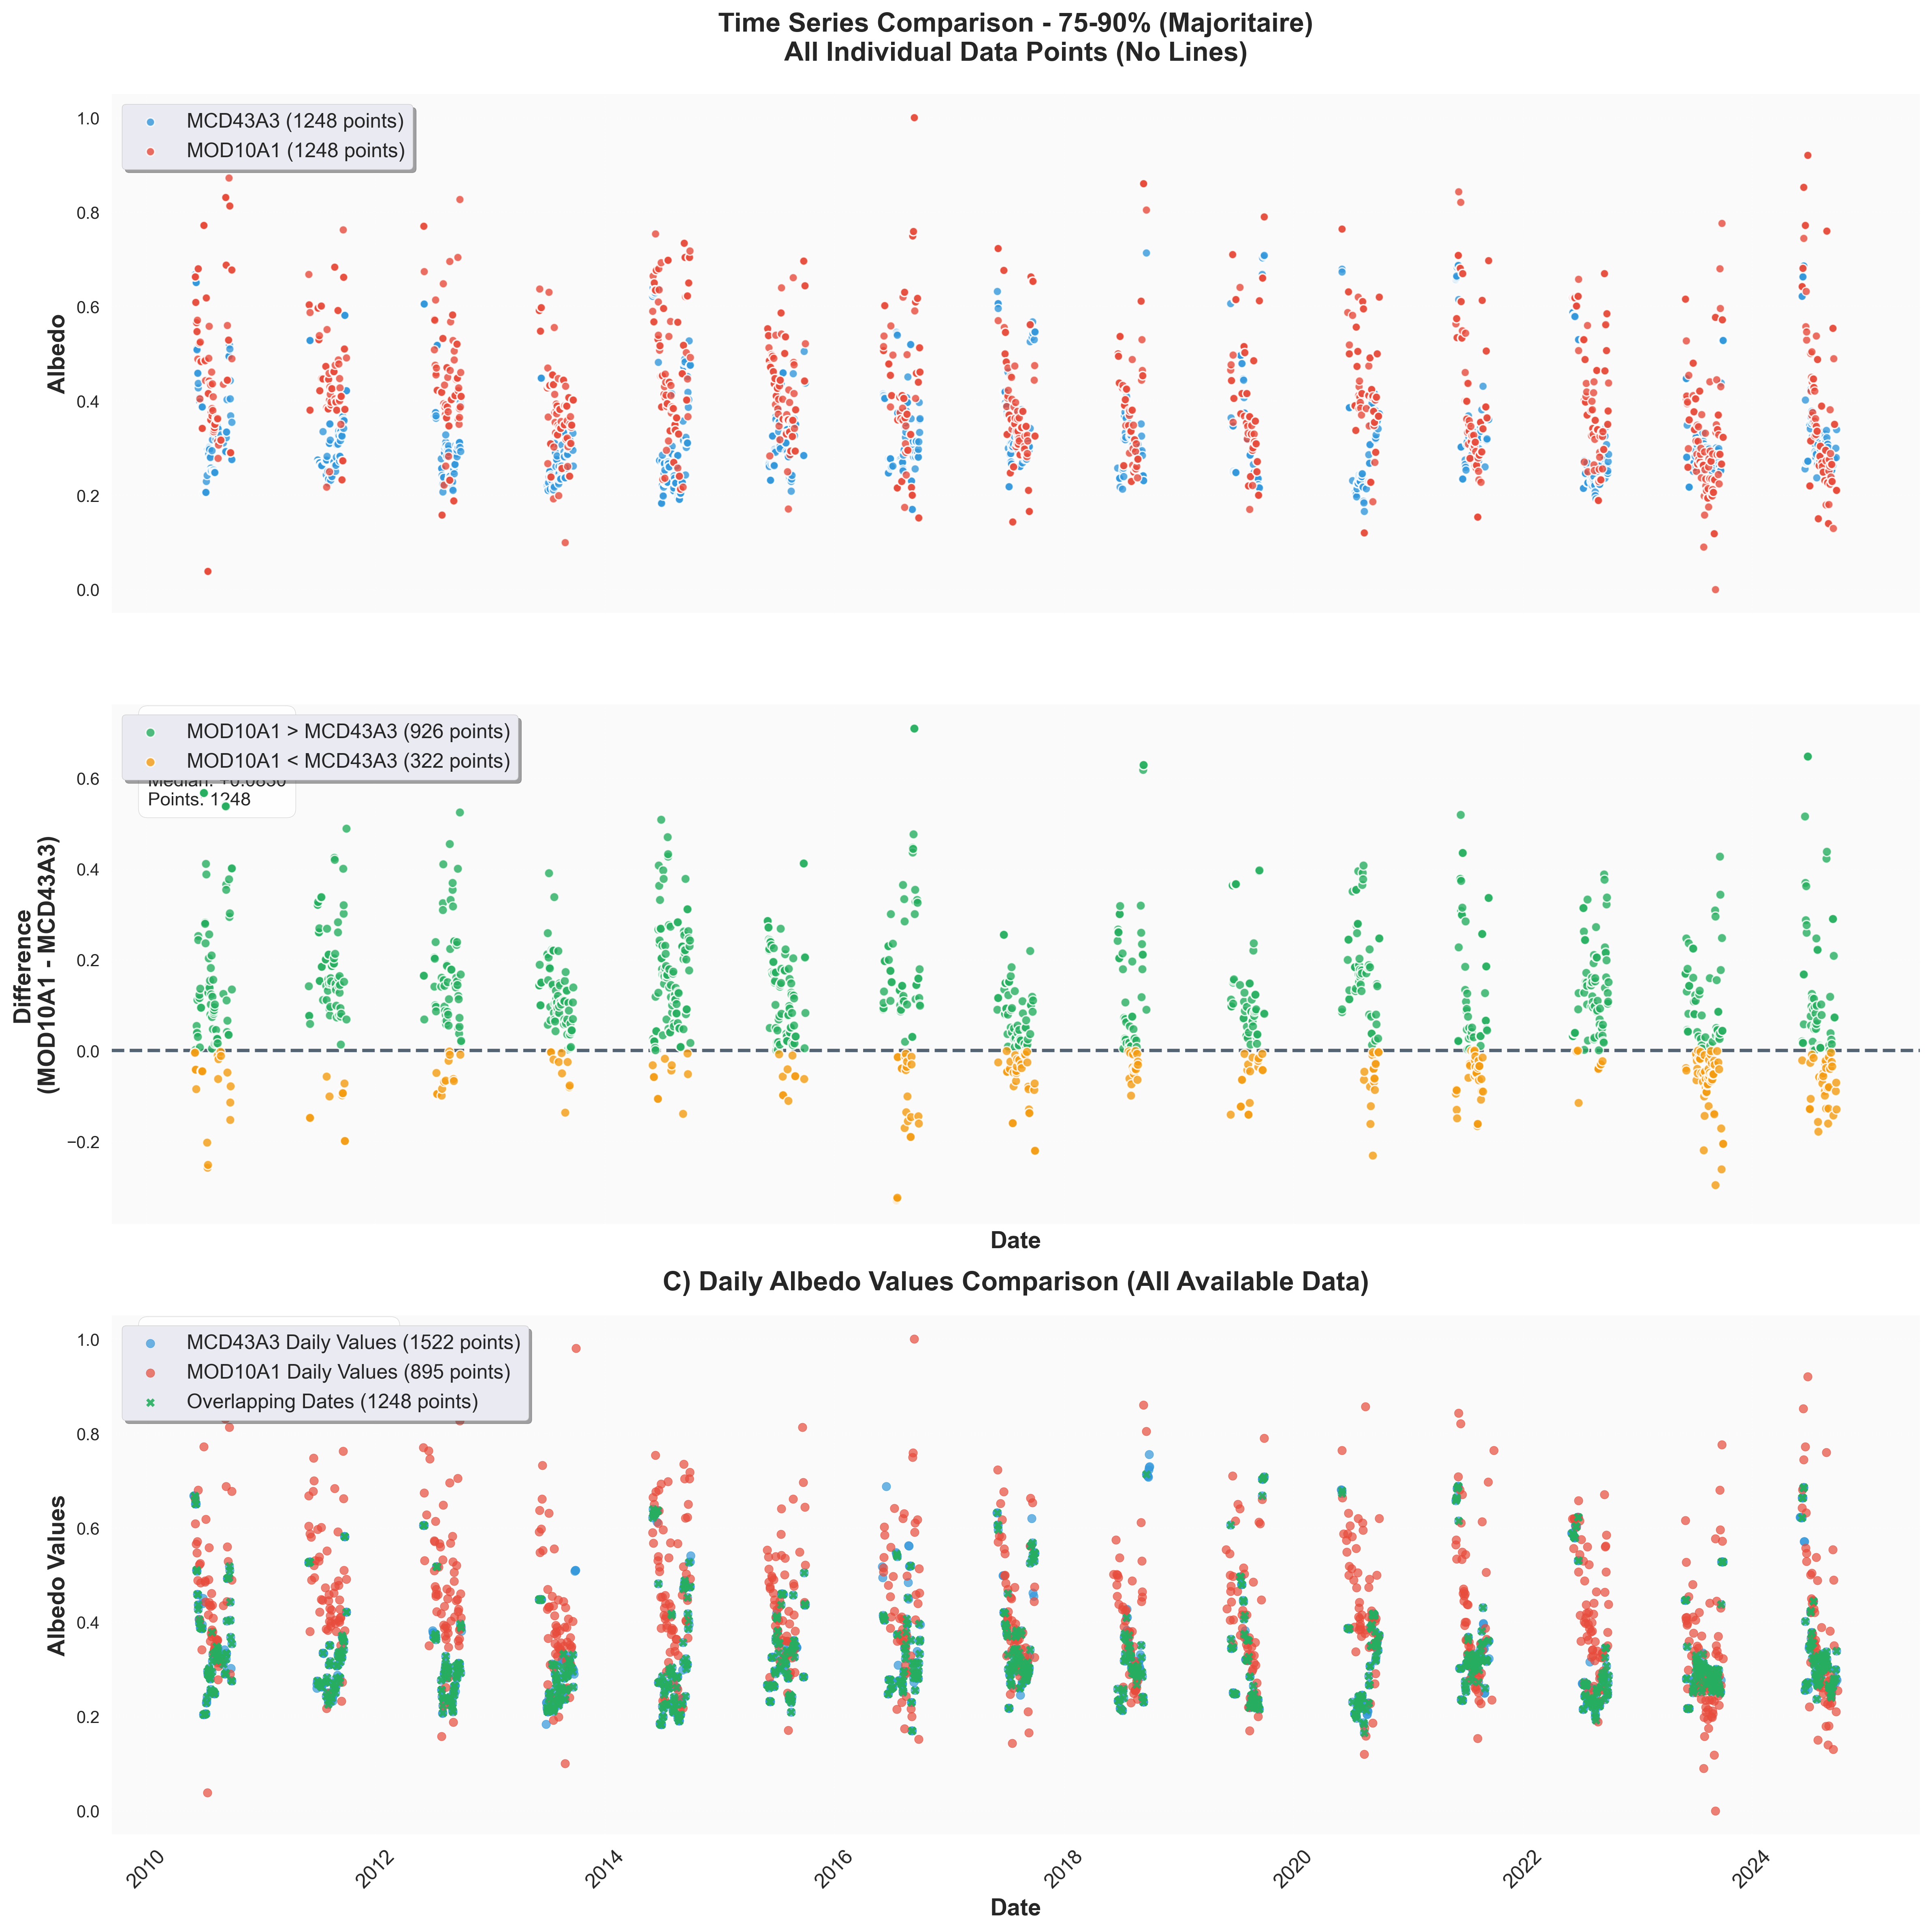 Time Series Comparison - 75-90% (Majoritaire)
All Individual Data Points (No Lines)
MCD43A3 (1248 points)
MOD10A1 (1248 points)
1.0
0.8
0.6
0.4
0.2
0.0
Albedo
MOD10A1 > MCD43A3 (926 points)
MOD10A1 < MCD43A3 (322 points)
Points: 1248
0.6
0.4
0.2
0.0
−0.2
Difference
(MOD10A1 - MCD43A3)
Date
C) Daily Albedo Values Comparison (All Available Data)
MCD43A3 Daily Values (1522 points)
MOD10A1 Daily Values (895 points)
Overlapping Dates (1248 points)
1.0
0.8
0.6
0.4
0.2
0.0
Albedo Values
2010
2012
2014
2016
2018
2020
2022
2024
Date